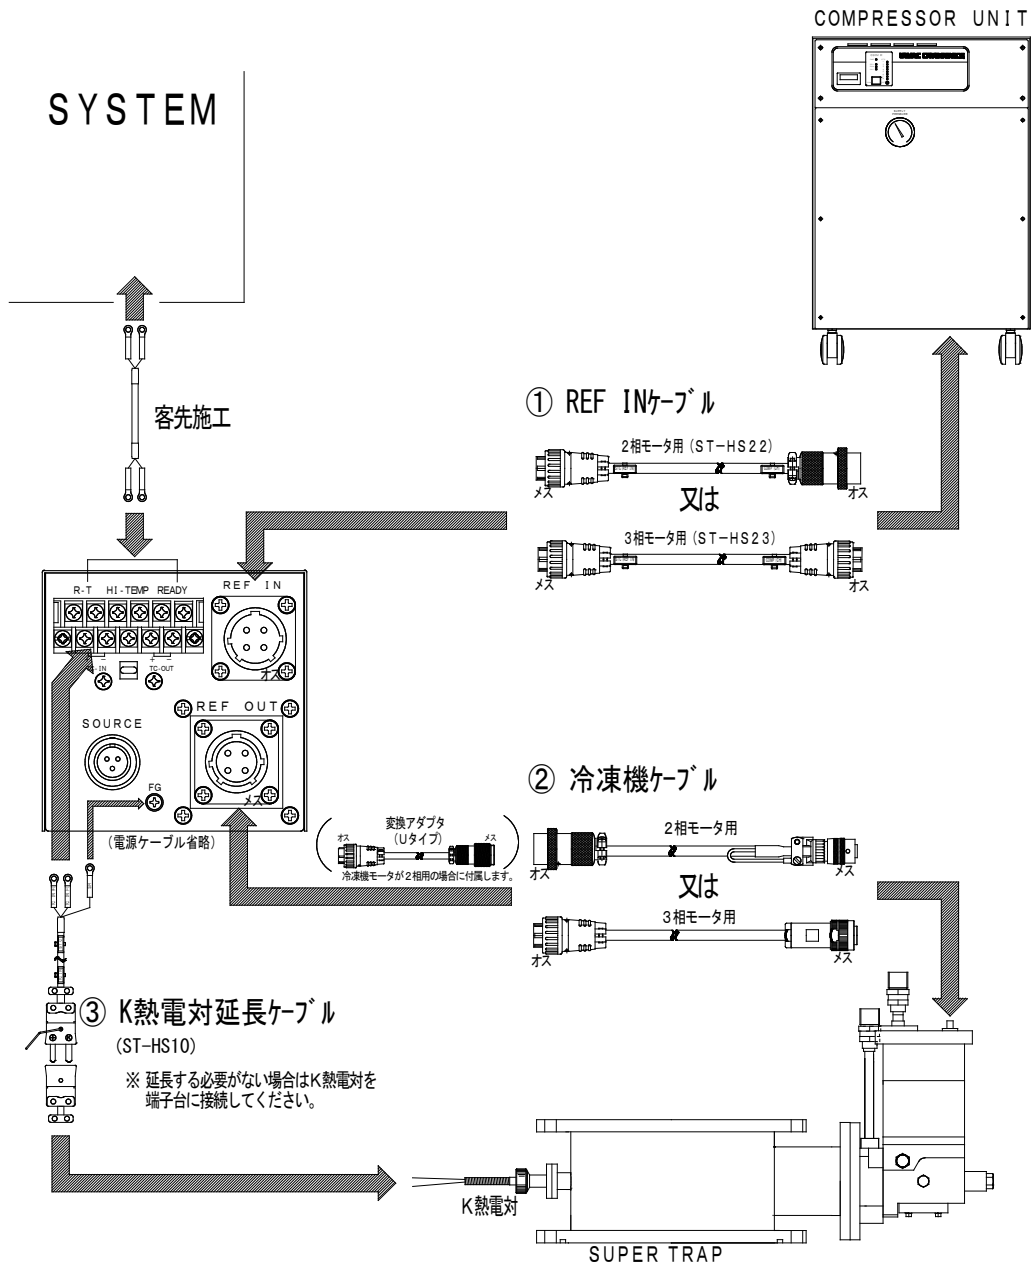 COMPRESSOR UNIT
SYSTEM
客先施工
① REF INｹｰﾌﾞﾙ
2相モータ用(ST-HS22)
メス
オス
又は
3相モータ用(ST-HS23)
メス
オス
R-T HI-TEMP READY
REF IN
オス
+ -
TC-OUT
REF OUT
メス
SOURCE
FG
(電源ケーブル省略)
変換アダプタ
(Uタイプ)
オス
メス
冷凍機モータが2相用の場合に付属します。
② 冷凍機ｹｰﾌﾞﾙ
2相モータ用
オス
メス
又は
3相モータ用
オス
メス
③ K熱電対延長ｹｰﾌﾞﾙ
(ST-HS10)
※ 延長する必要がない場合はK熱電対を
端子台に接続してください。
K熱電対
SUPER TRAP